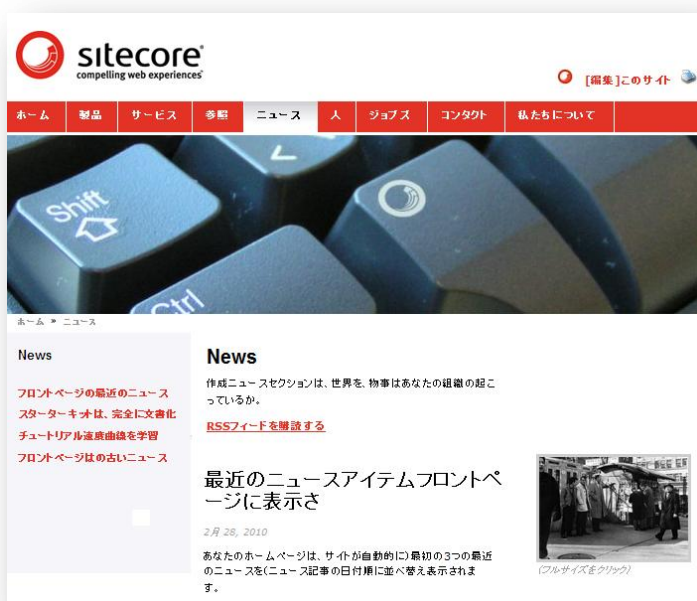 sitecore
compelling web experiences
[編集]このサイト
ホーム 製品 サービス 参照 ニュース 人 ジョブズ コンタクト 私たちについて
Shift
Ctrl
ホーム » ニュース
News
フロントページの最近のニュース
スターターキットは、完全に文書化
チュートリアル速度曲線を学習
フロントページはの古いニュース
News
作成ニュースセクションは、世界を、物事はあなたの組織の起こ
っているか。
RSSフィードを購読する
最近のニュースアイテムフロントペ
ージに表示さ
2月 28, 2010
あなたのホームページは、サイトが自動的に)最初の3つの最近
のニュースを(ニュース記事の日付順に並べ替え表示されま
す。
(フルサイズをクリック)